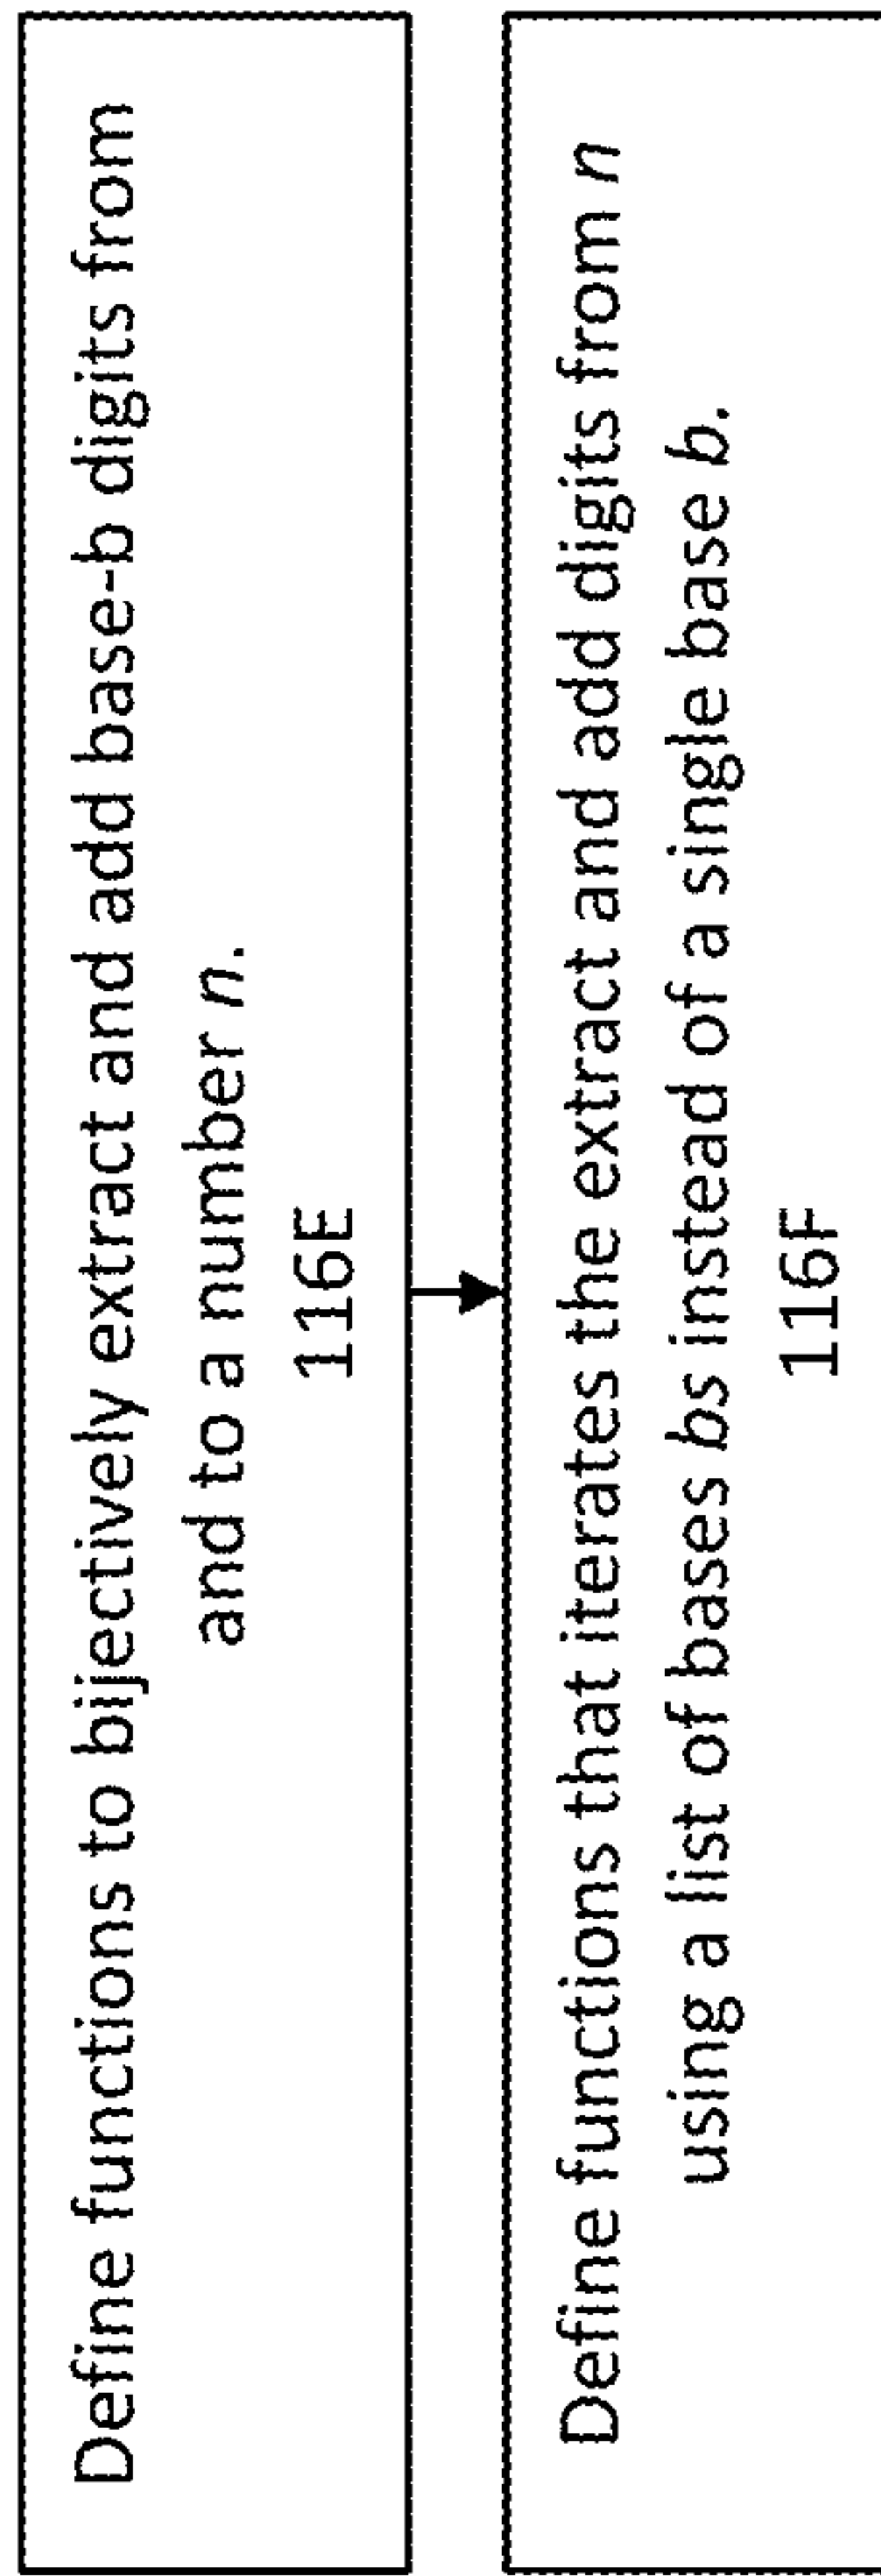 Define functions to bijectively extract and add base-b digits from
and to a number n.
116E
Define functions that iterates the extract and add digits from n
using a list of bases bs instead of a single base b.
116F